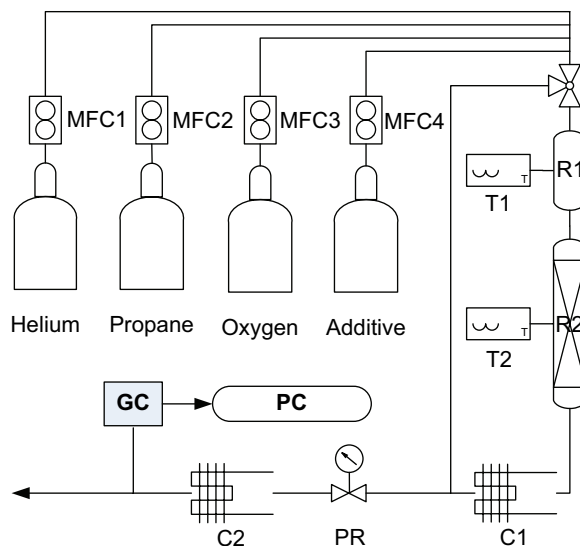 MFC1 MFC2 MFC3 MFC4
R1
T
T1
Helium Propane Oxygen Additive
R2
T
T2
GC PC
C2 PR C1